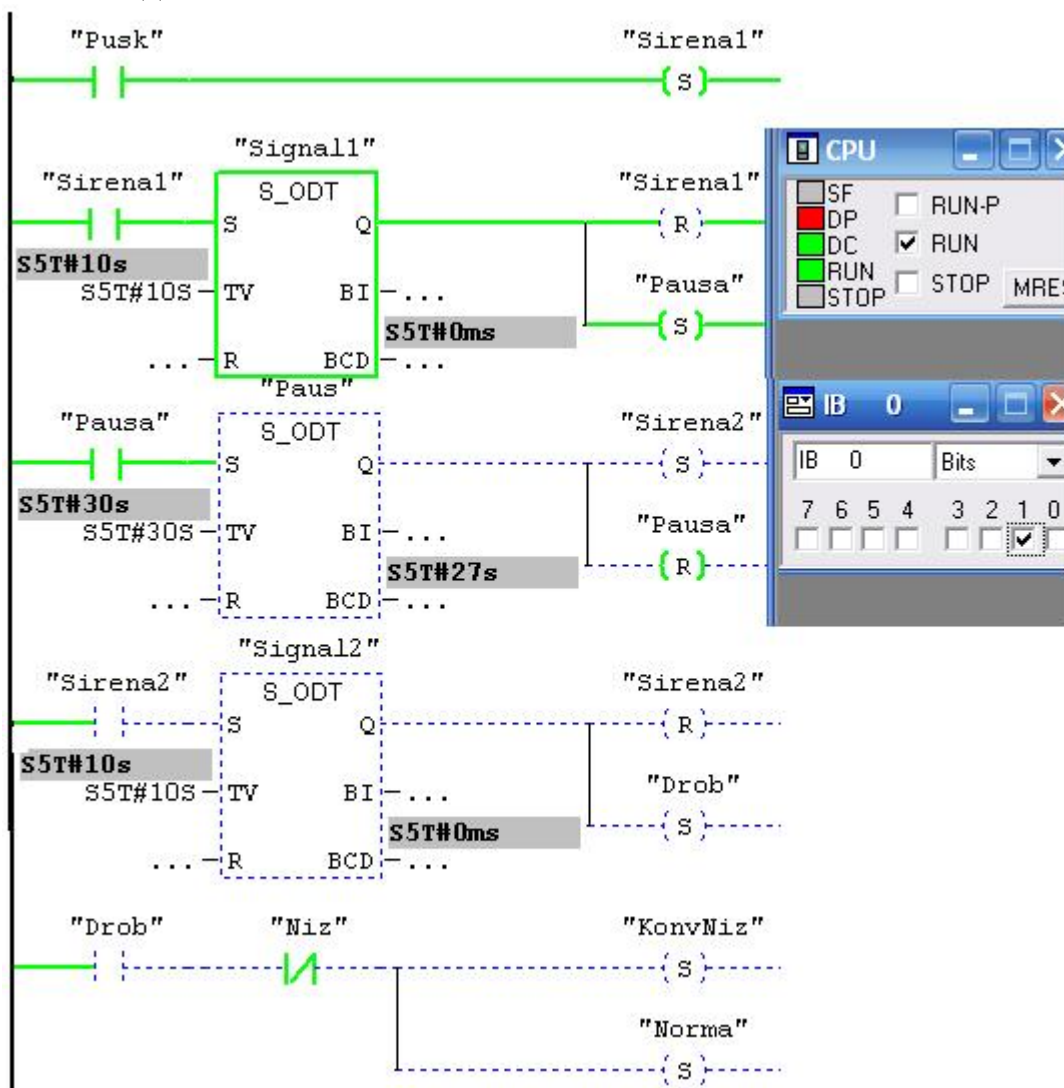 "Pusk" "Sirena1"
S
"Signal1"
"Sirena1" S_ODT "Sirena1"
S Q R
S5T#10s
S5T#10S TV BI ... "Pausa"
S5T#0ms S
... R BCD ...
"Paus"
"Pausa" S_ODT "Sirena2"
S Q S
S5T#30s
S5T#30S TV BI ... "Pausa"
S5T#27s R
... R BCD ...
"Signal2"
"Sirena2" S_ODT "Sirena2"
S Q R
S5T#10s
S5T#10S TV BI ... "Drob"
S5T#0ms S
... R BCD ...
"Drob" "Niz" "KonvNiz"
S
"Norma"
S
CPU
SF RUN-P
DP
DC RUN
RUN
STOP STOP MRES
IB 0
IB 0 Bits
7 6 5 4 3 2 1 0